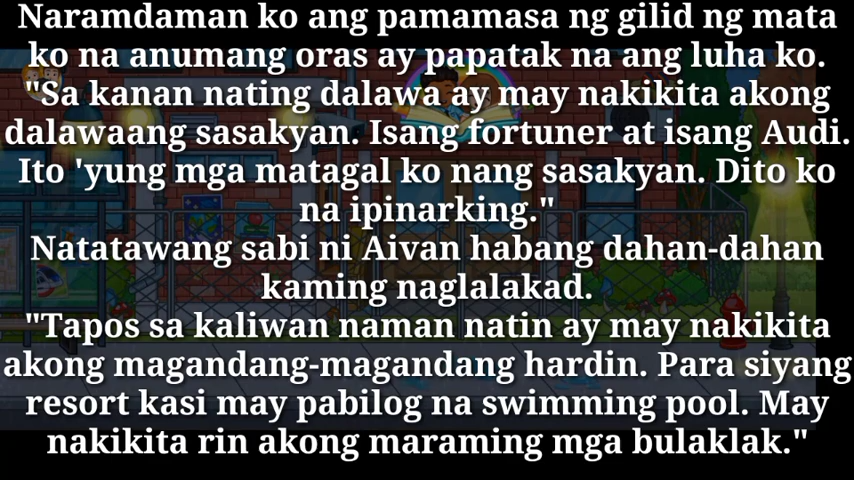 Naramdaman ko ang pamamasa ng gilid ng mata
ko na anumang oras ay papatak na ang luha ko.
"Sa kanan nating dalawa ay may nakikita akong
dalawaang sasakyan. Isang fortuner at isang Audi.
Ito 'yung mga matagal ko nang sasakyan. Dito ko
na ipinarking."
Natatawang sabi ni Aivan habang dahan-dahan
kaming naglalakad.
"Tapos sa kaliwan naman natin ay may nakikita
akong magandang-magandang hardin. Para siyang
resort kasi may pabilog na swimming pool. May
nakikita rin akong maraming mga bulaklak."